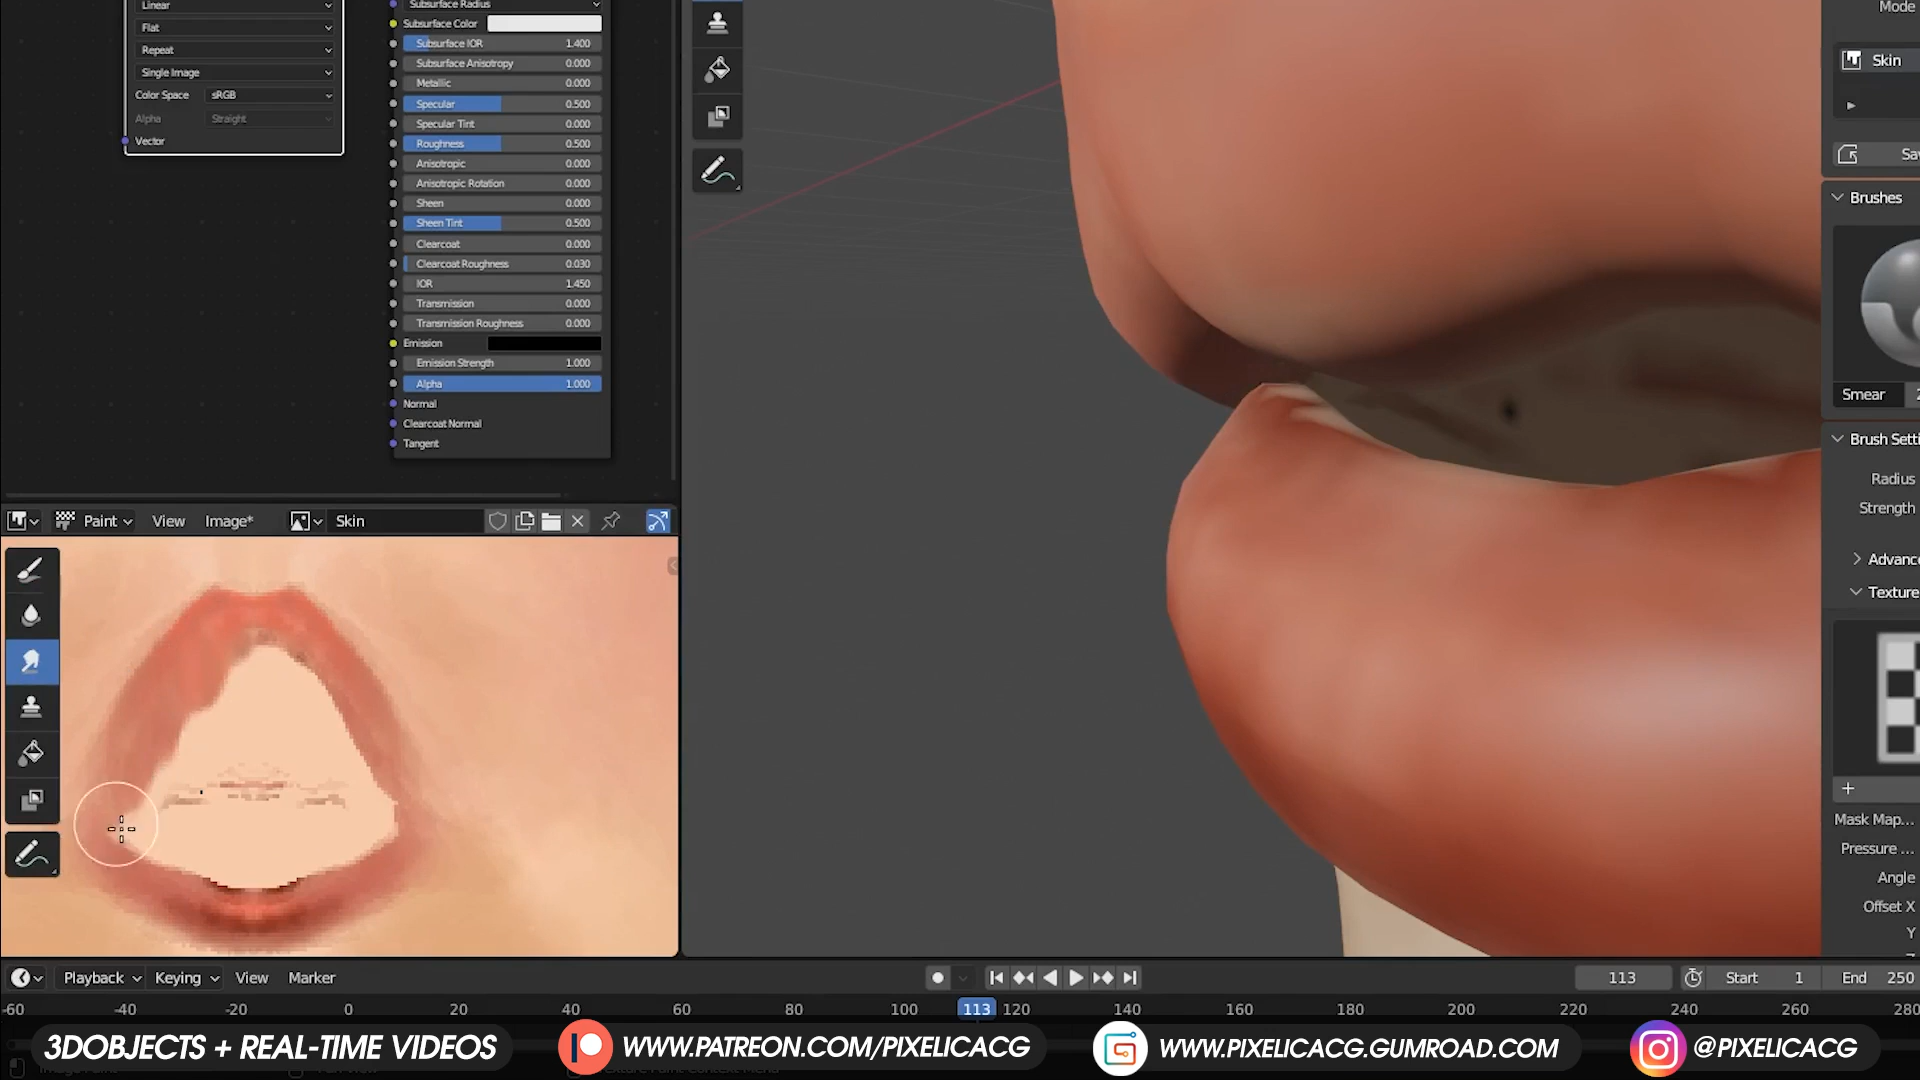 Linear
Flat
Repeat
Single Image
Color Space sRGB
Alpha Straight
Vector
Subsurface Radius
Subsurface Color
Subsurface IOR 1.400
Subsurface Anisotropy 0.000
Metallic 0.000
Specular 0.500
Specular Tint 0.000
Roughness 0.500
Anisotropic 0.000
Anisotropic Rotation 0.000
Sheen 0.000
Sheen Tint 0.500
Clearcoat 0.000
Clearcoat Roughness 0.030
IOR 1.450
Transmission 0.000
Transmission Roughness 0.000
Emission
Emission Strength 1.000
Alpha 1.000
Normal
Clearcoat Normal
Tangent
Mode
Skin
Sa
Brushes
Smear 2
Brush Setti
Radius
Strength
Advanc
Texture
Mask Map...
Pressure ...
Angle
Offset X
Y
Paint View Image* Skin
Playback Keying View Marker 113 Start 1 End 250
-60 -40 -20 0 20 40 60 80 100 113 120 140 160 180 200 220 240 260 280
3DOBJECTS + REAL-TIME VIDEOS WWW.PATREON.COM/PIXELICACG WWW.PIXELICACG.GUMROAD.COM @PIXELICACG